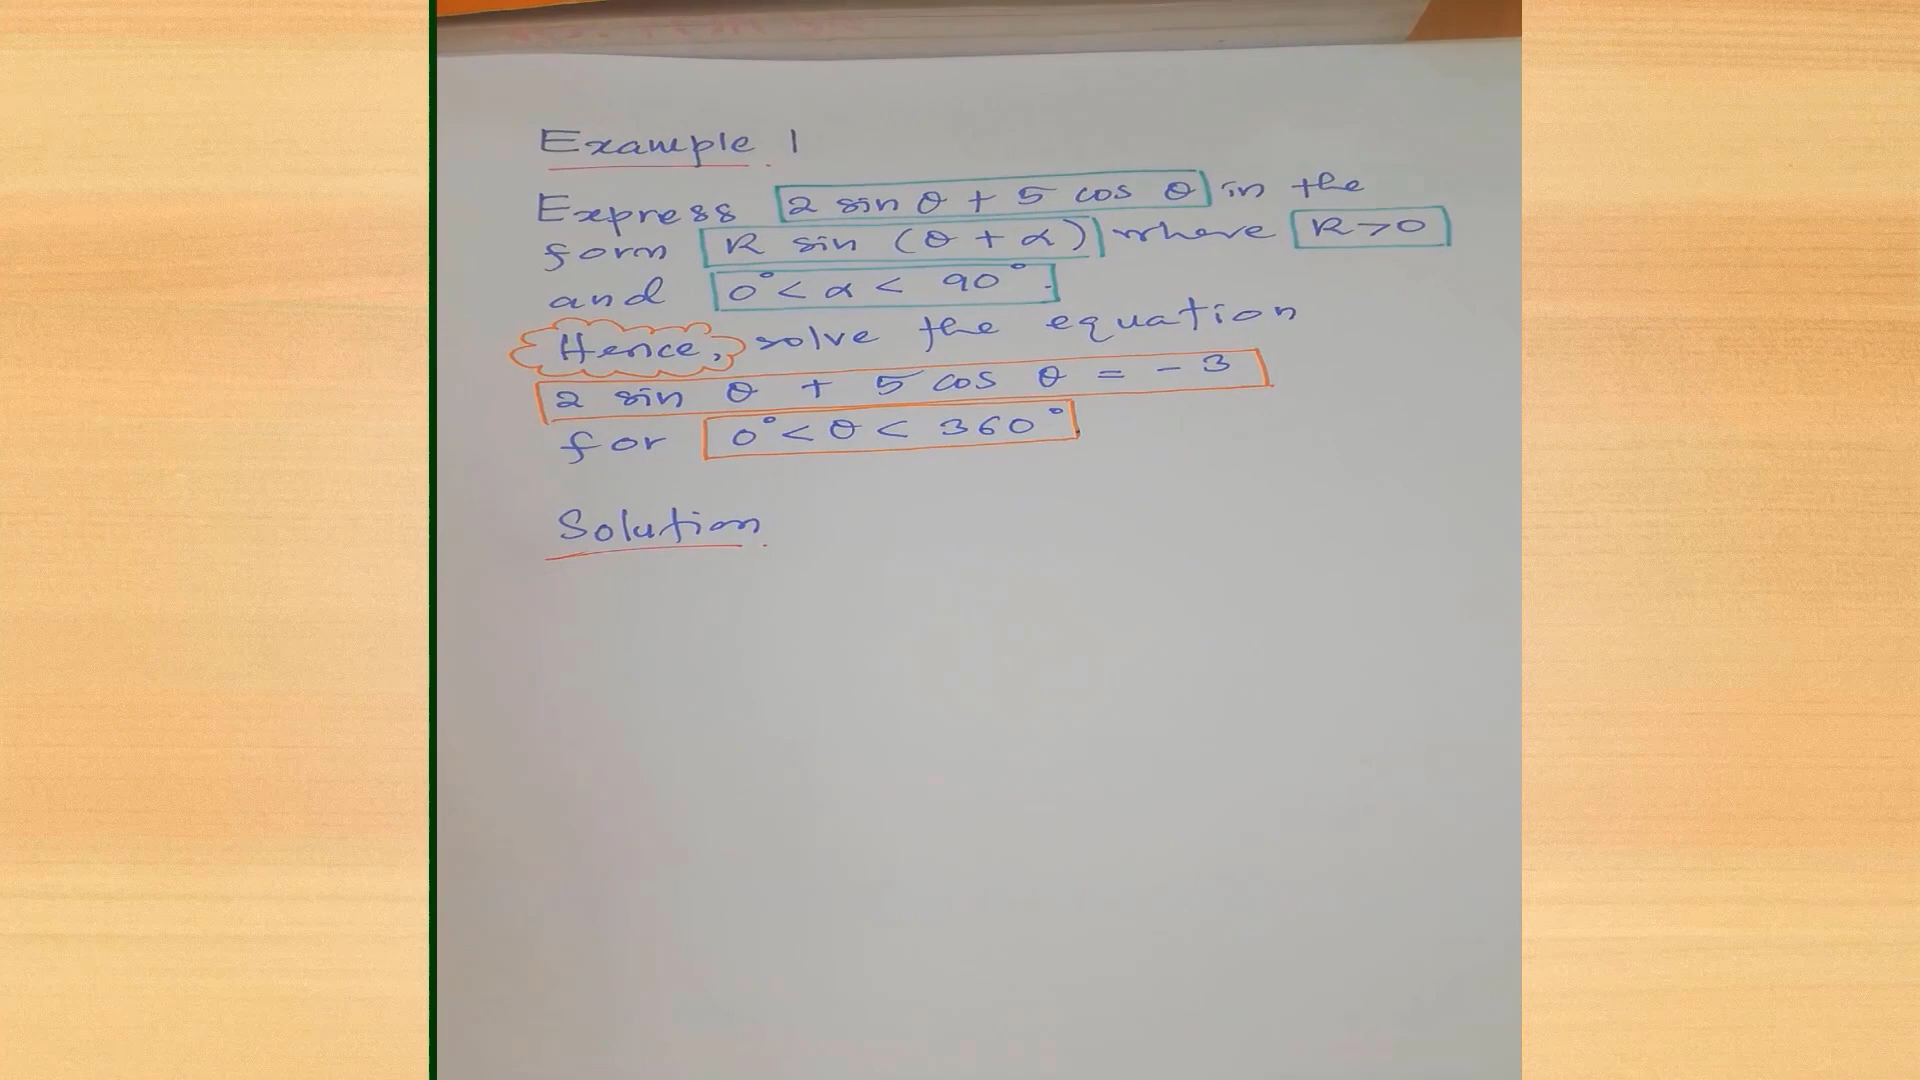 Example 1
Express 2 sin θ + 5 cos θ in the
form R sin (θ + α) where R>0
and 0°< α < 90°.
Hence, solve the equation
2 sin θ + 5 cos θ = - 3
for 0°< θ < 360°
Solution